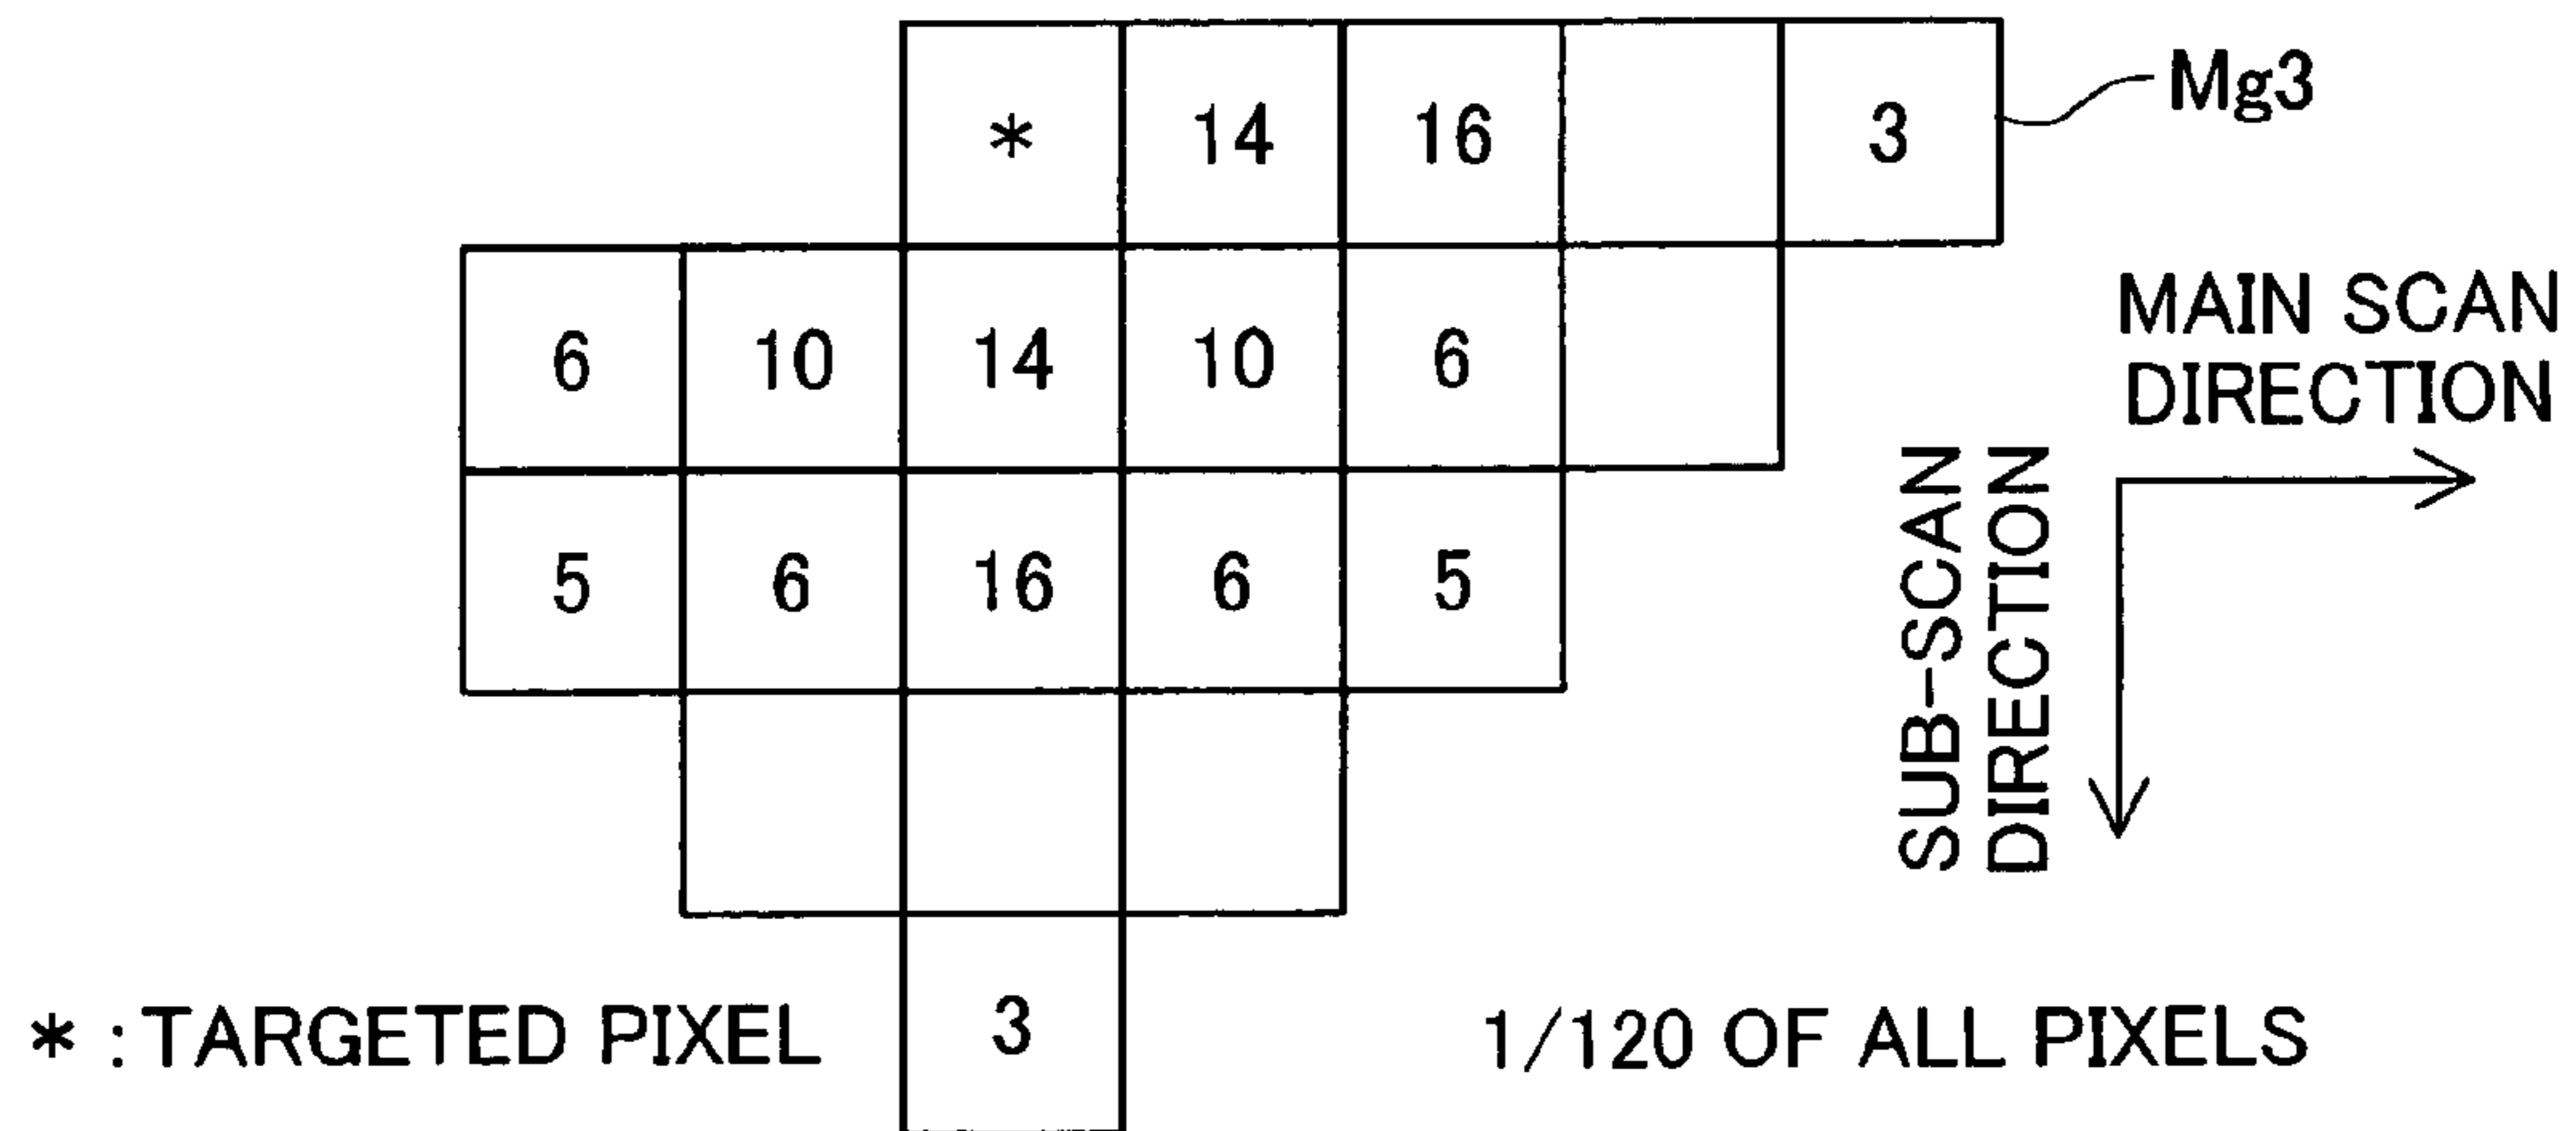 * 14 16 3 Mg3
6 10 14 10 6
5 6 16 6 5
3
MAIN SCAN
DIRECTION
SUB-SCAN
DIRECTION
* : TARGETED PIXEL
1/120 OF ALL PIXELS